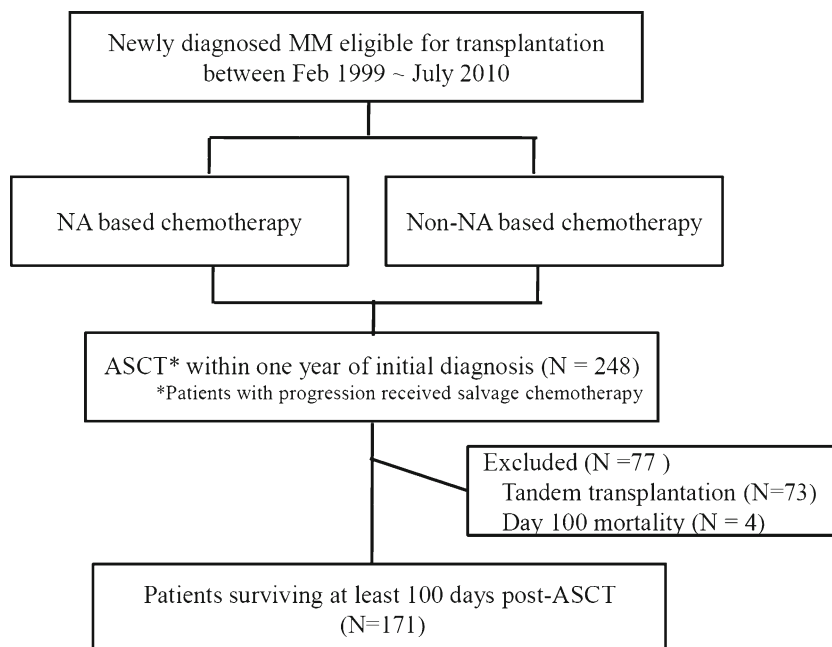 Newly diagnosed MM eligible for transplantation
between Feb 1999 ~ July 2010
NA based chemotherapy
Non-NA based chemotherapy
ASCT* within one year of initial diagnosis (N = 248)
*Patients with progression received salvage chemotherapy
Excluded (N =77 )
Tandem transplantation (N=73)
Day 100 mortality (N = 4)
Patients surviving at least 100 days post-ASCT
(N=171)